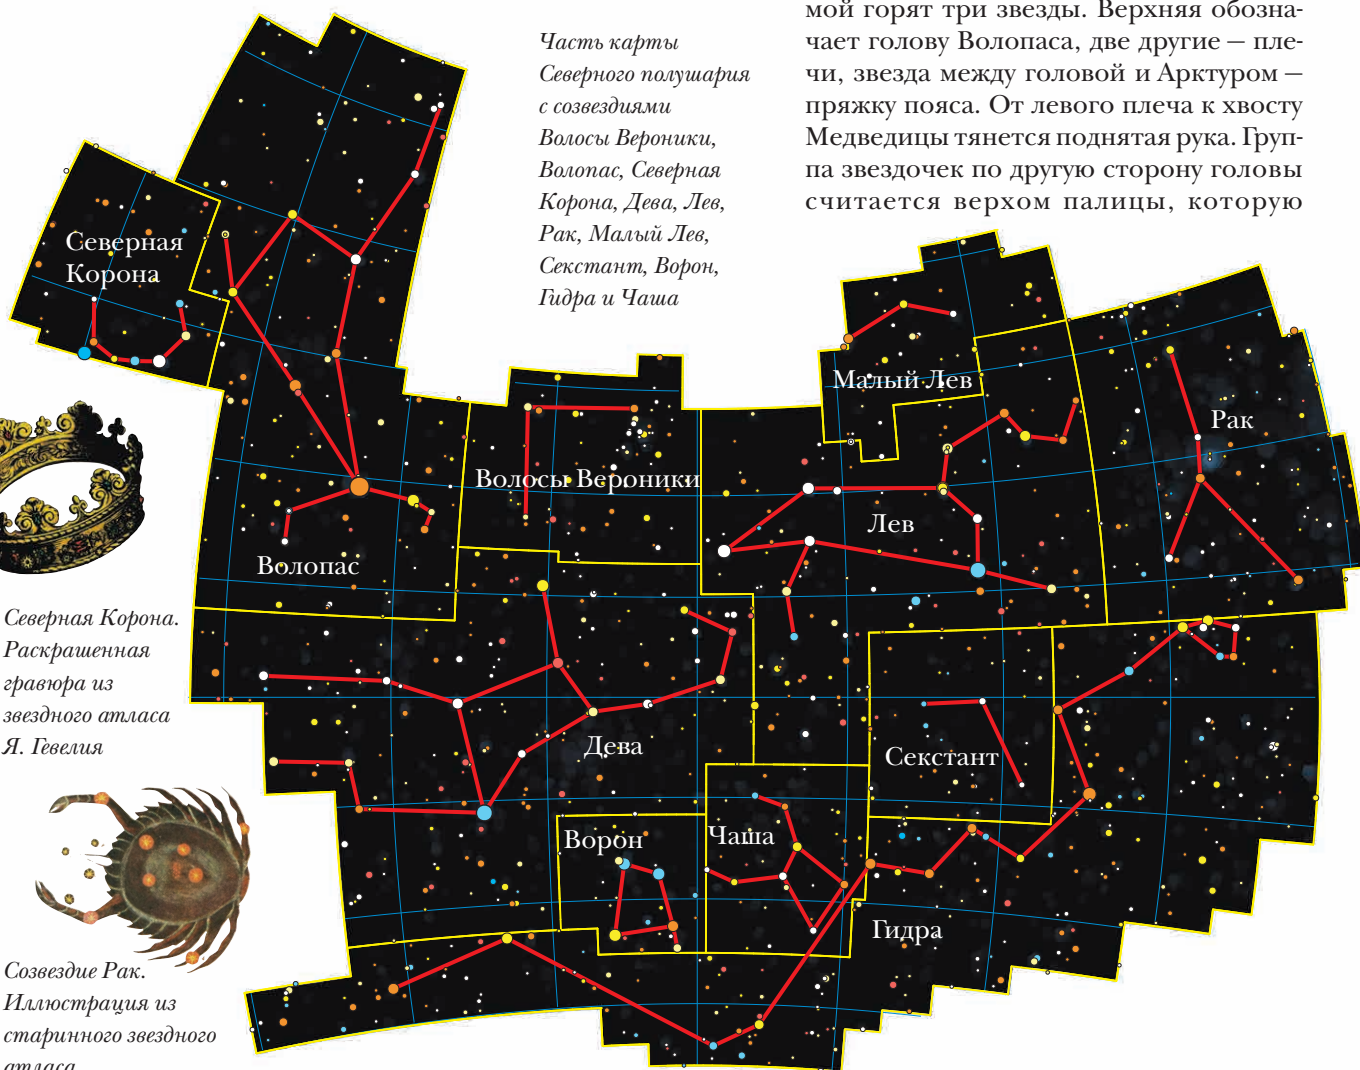 Часть карты
Северного полушария
с созвездиями
Волосы Вероники,
Волопас, Северная
Корона, Дева, Лев,
Рак, Малый Лев,
Секстант, Ворон,
Гидра и Чаша
мой горят три звезды. Верхняя обозна-
чает голову Волопаса, две другие – пле-
чи, звезда между головой и Арктуром –
пряжку пояса. От левого плеча к хвосту
Медведицы тянется поднятая рука. Груп-
па звездочек по другую сторону головы
считается верхом палицы, которую
Северная
Корона
Малый Лев
Рак
Волосы Вероники
Лев
Волопас
Дева
Секстант
Ворон
Чаша
Гидра
Северная Корона.
Раскрашенная
гравюра из
звездного атласа
Я. Гевелия
Созвездие Рак.
Иллюстрация из
старинного звездного
атласа